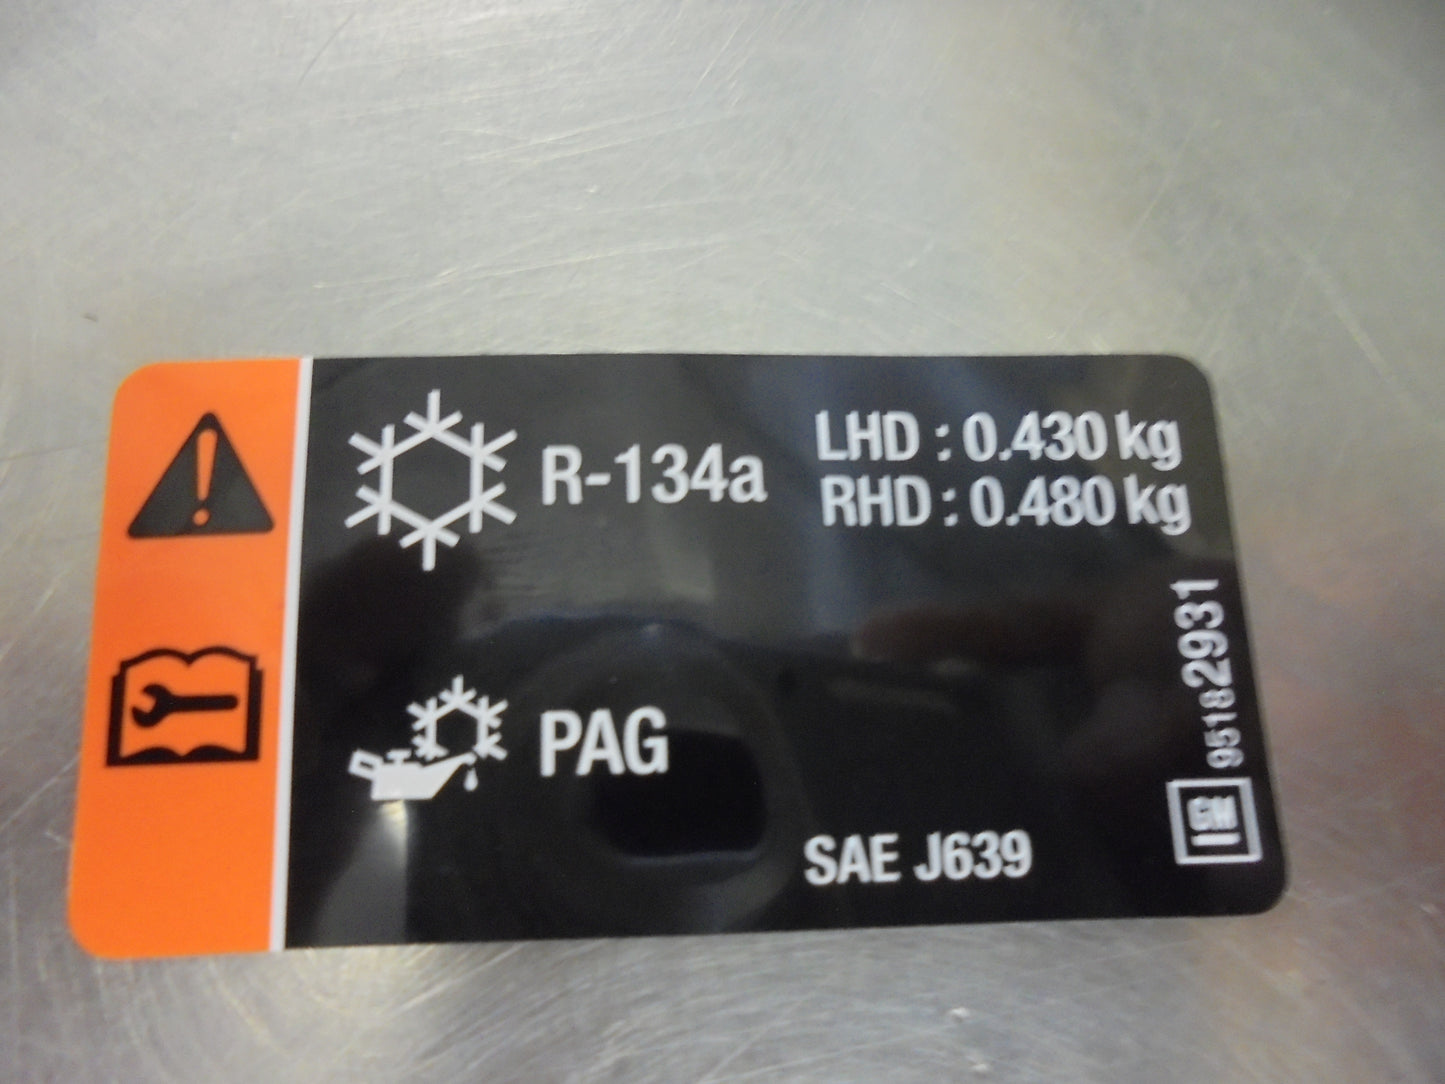 R-134a
LHD : 0.430 kg
RHD : 0.480 kg
PAG
SAE J639
95182931
GM